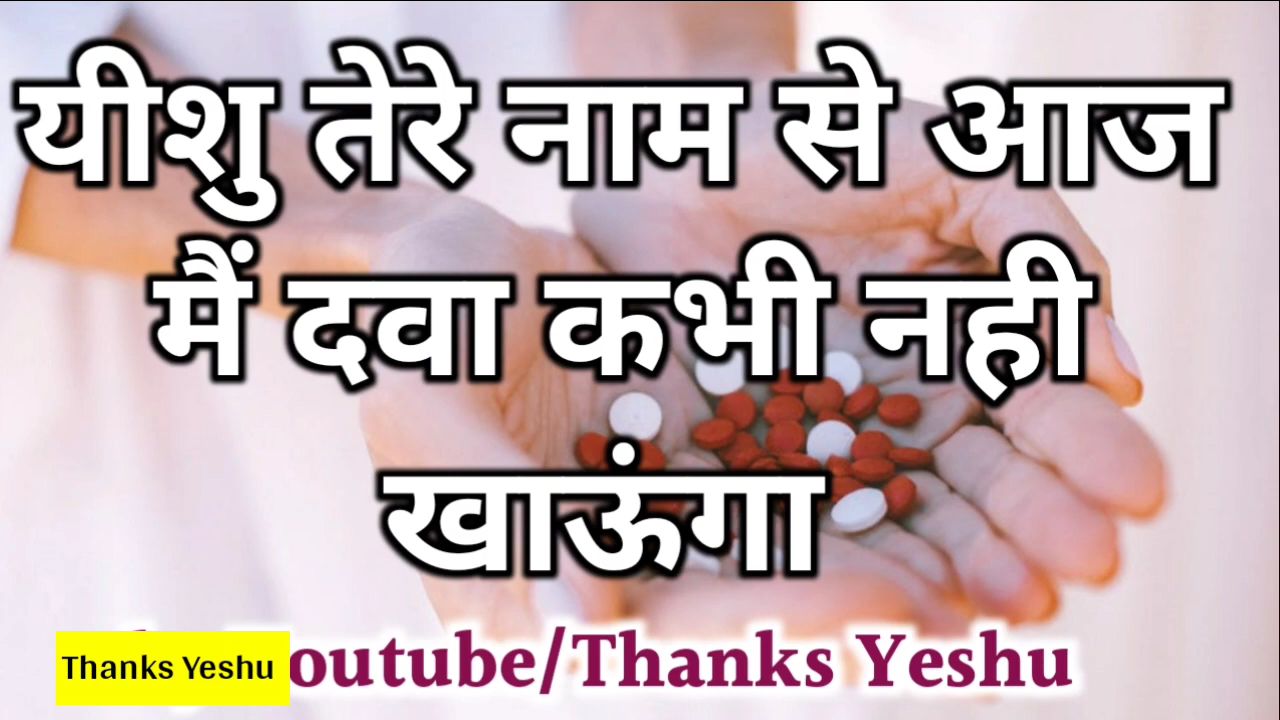 यीशु तेरे नाम से आज
मैं दवा कभी नही
खाऊंगा
outube/Thanks Yeshu
Thanks Yeshu